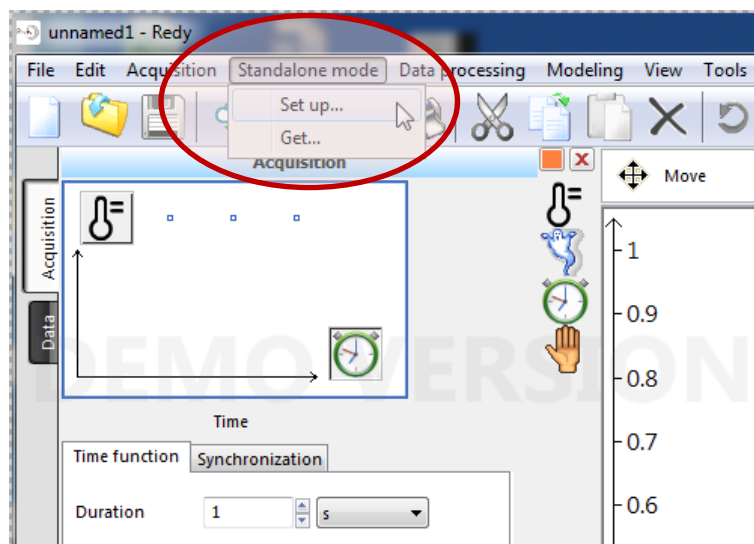 unnamed1 - Redy
File Edit Acquisition Standalone mode Data processing Modeling View Tools
Set up...
Get...
Acquisition
Move
Acquisition
Data
1
0.9
0.8
0.7
0.6
DEMO VERSION
Time
Time function Synchronization
Duration 1 s